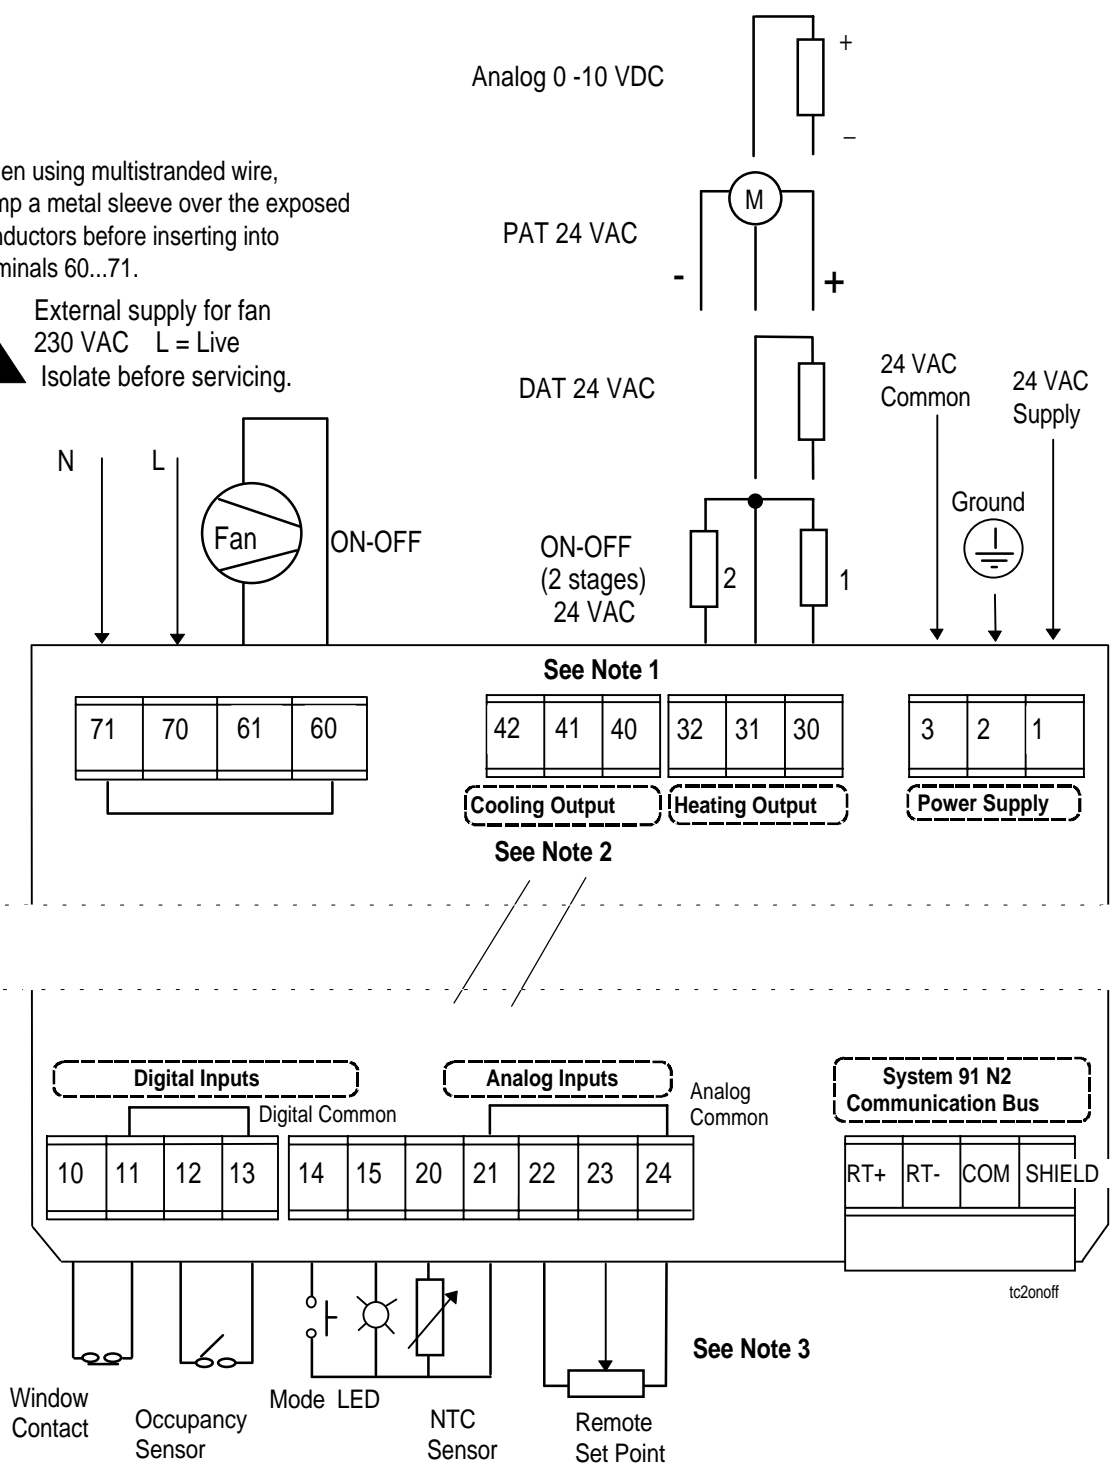 Analog 0 -10 VDC
+
–
en using multistranded wire,
mp a metal sleeve over the exposed
nductors before inserting into
minals 60...71.
M
PAT 24 VAC
-
+
External supply for fan
230 VAC L = Live
Isolate before servicing.
DAT 24 VAC
24 VAC
Common
24 VAC
Supply
N
L
Fan
ON-OFF
ON-OFF
(2 stages)
24 VAC
2
1
Ground
See Note 1
71 70 61 60
42 41 40 32 31 30
3 2 1
Cooling Output
Heating Output
Power Supply
See Note 2
Digital Inputs
Digital Common
Analog Inputs
Analog
Common
System 91 N2
Communication Bus
10 11 12 13
14 15 20 21 22 23 24
RT+ RT- COM SHIELD
tc2onoff
See Note 3
Window
Contact
Occupancy
Sensor
Mode LED
NTC
Sensor
Remote
Set Point